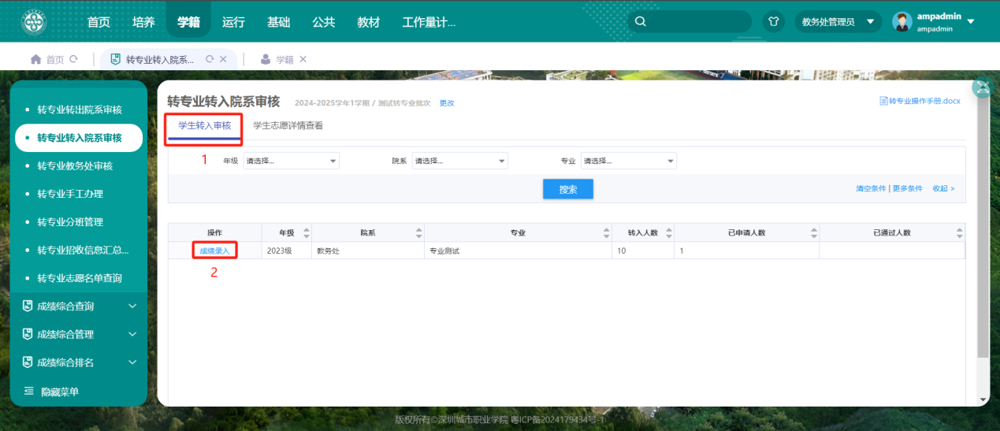 首页 培养 学籍 运行 基础 公共 教材 工作量计... 教务处管理员 ampadmin
ampadmin
首页 转专业转入院系... 学籍
转专业转出院系审核
转专业转入院系审核
转专业教务处审核
转专业手工办理
转专业分班管理
转专业招收信息汇总...
转专业志愿名单查询
成绩综合查询
成绩综合管理
成绩综合排名
隐藏菜单
转专业转入院系审核 2024-2025学年1学期 / 测试转专业批次 更改 转专业操作手册.docx
学生转入审核 学生志愿详情查看
1 年级 请选择... 院系 请选择... 专业 请选择...
搜索 清空条件 | 更多条件 收起 >
操作 年级 院系 专业 转入人数 已申请人数 已通过人数
成绩录入 2023级 教务处 专业测试 10 1
2
版权所有©深圳城市职业学院 粤ICP备2024179434号-1